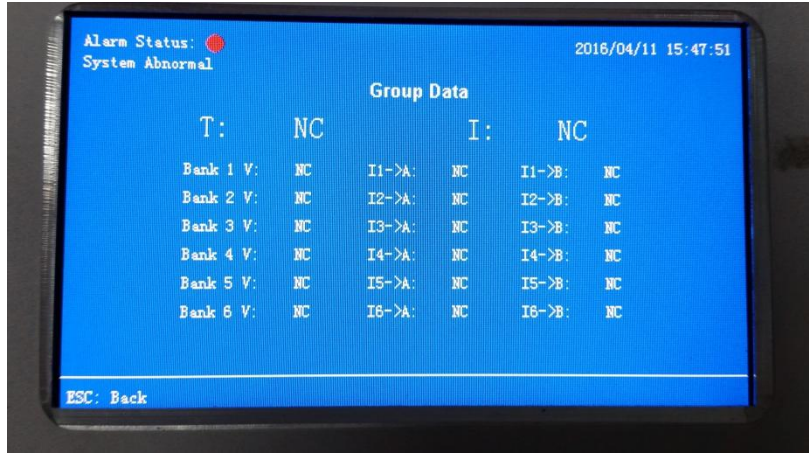 Alarm Status:
2016/04/11 15:47:51
System Abnormal
Group Data
T: NC I: NC
Bank 1 V: NC I1->A: NC I1->B: NC
Bank 2 V: NC I2->A: NC I2->B: NC
Bank 3 V: NC I3->A: NC I3->B: NC
Bank 4 V: NC I4->A: NC I4->B: NC
Bank 5 V: NC I5->A: NC I5->B: NC
Bank 6 V: NC I6->A: NC I6->B: NC
ESC: Back